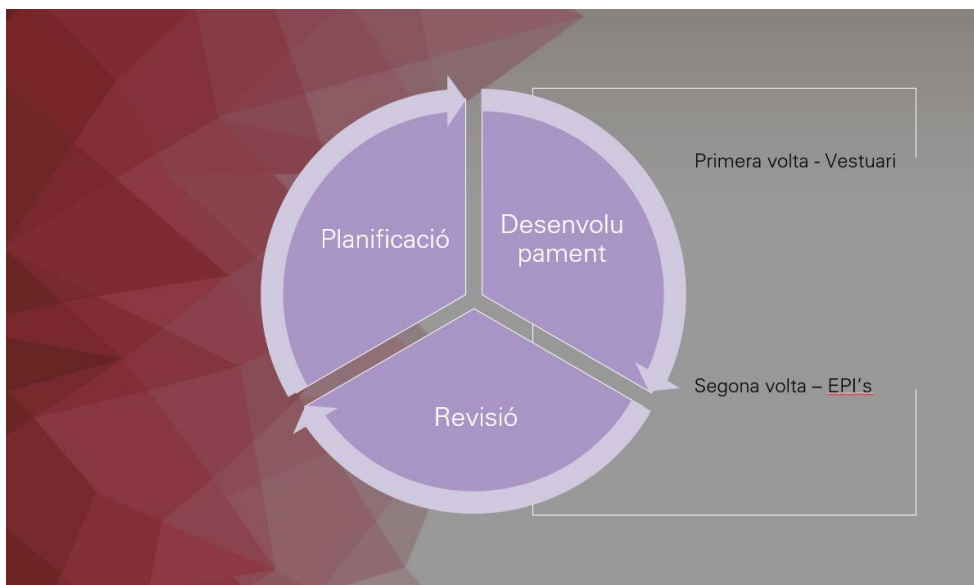 Planificació
Desenvolu
pament
Revisió
Primera volta - Vestuari
Segona volta – EPI's